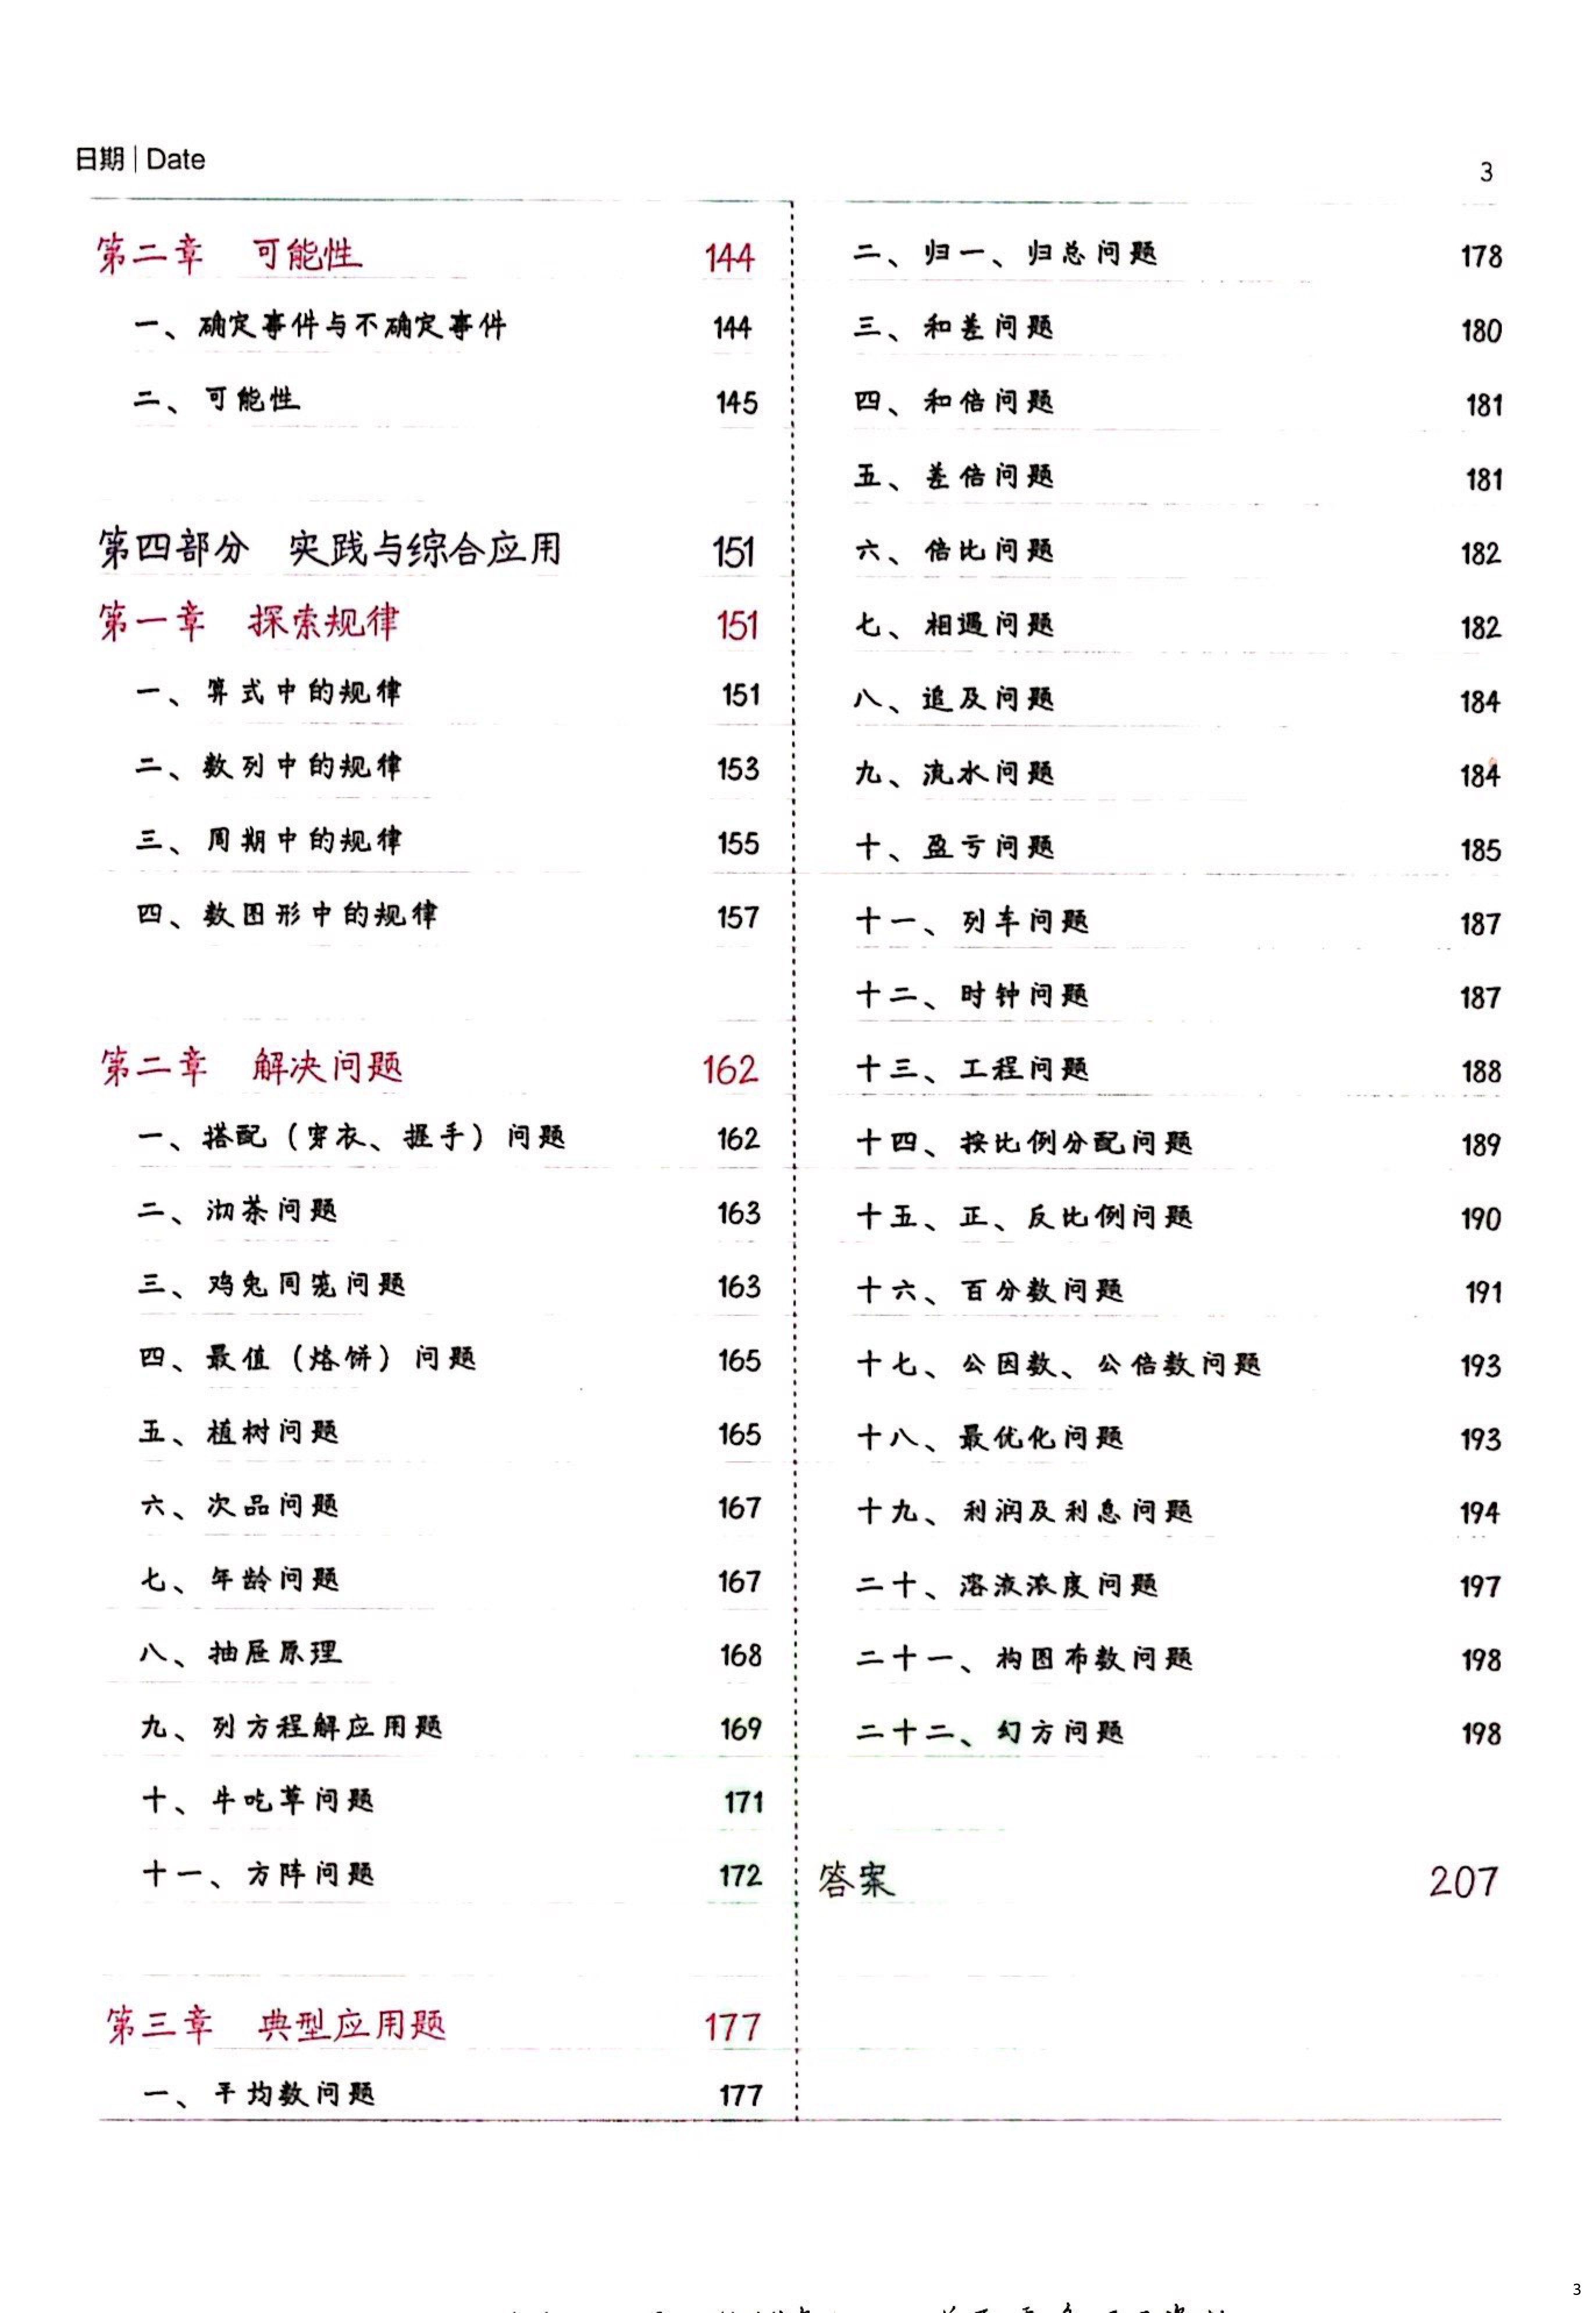 日期 | Date
3
第二章 可能性 144
一、确定事件与不确定事件 144
二、可能性 145
第四部分 实践与综合应用 151
第一章 探索规律 151
一、算式中的规律 151
二、数列中的规律 153
三、周期中的规律 155
四、数图形中的规律 157
第二章 解决问题 162
一、搭配（穿衣、握手）问题 162
二、沏茶问题 163
三、鸡兔同笼问题 163
四、最值（烙饼）问题 165
五、植树问题 165
六、次品问题 167
七、年龄问题 167
八、抽屉原理 168
九、列方程解应用题 169
十、牛吃草问题 171
十一、方阵问题 172
第三章 典型应用题 177
一、平均数问题 177
二、归一、归总问题 178
三、和差问题 180
四、和倍问题 181
五、差倍问题 181
六、倍比问题 182
七、相遇问题 182
八、追及问题 184
九、流水问题 184
十、盈亏问题 185
十一、列车问题 187
十二、时钟问题 187
十三、工程问题 188
十四、按比例分配问题 189
十五、正、反比例问题 190
十六、百分数问题 191
十七、公因数、公倍数问题 193
十八、最优化问题 193
十九、利润及利息问题 194
二十、溶液浓度问题 197
二十一、构图布数问题 198
二十二、幻方问题 198
答案 207
3